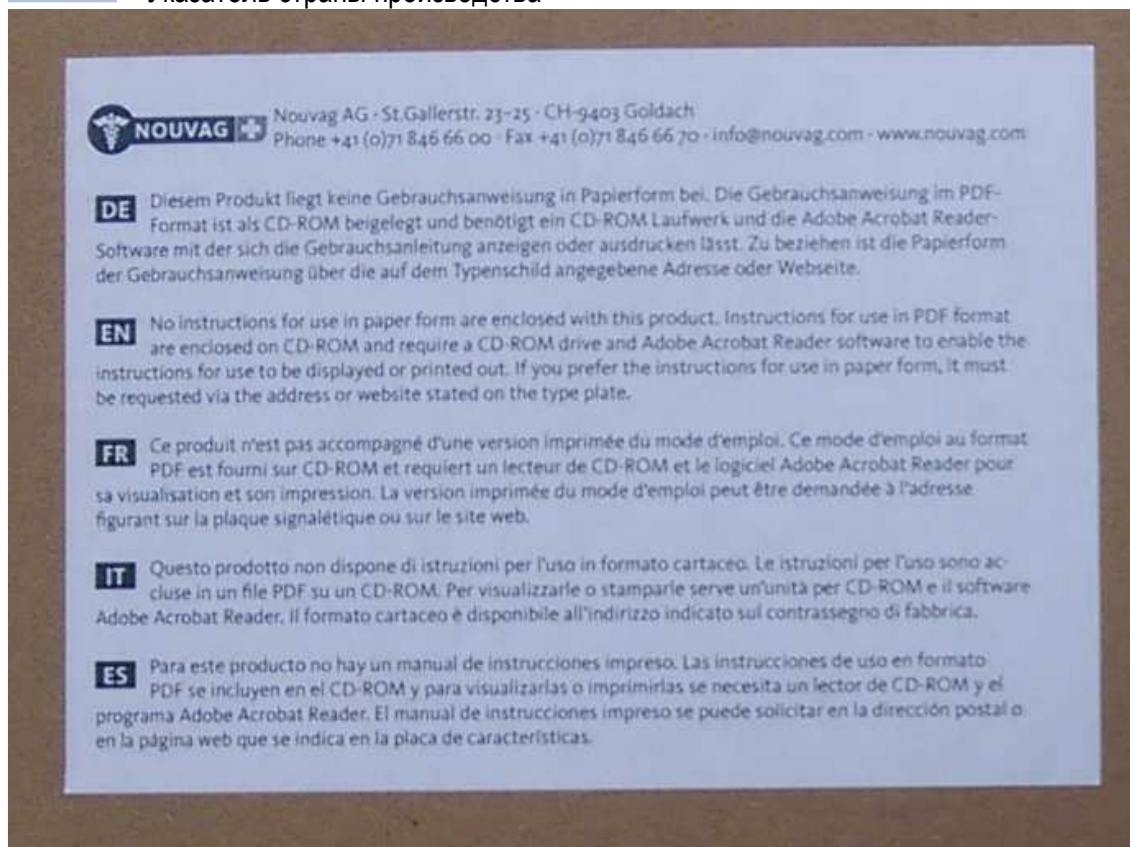 Указатель страны производства
NOUVAG
Nouvag AG · St.Gallerstr. 23–25 · CH-9403 Goldach
Phone +41 (0)71 846 66 00 · Fax +41 (0)71 846 66 70 · info@nouvag.com · www.nouvag.com
DE Diesem Produkt liegt keine Gebrauchsanweisung in Papierform bei. Die Gebrauchsanweisung im PDF-
Format ist als CD-ROM beigelegt und benötigt ein CD-ROM Laufwerk und die Adobe Acrobat Reader-
Software mit der sich die Gebrauchsanleitung anzeigen oder ausdrucken lässt. Zu beziehen ist die Papierform
der Gebrauchsanweisung über die auf dem Typenschild angegebene Adresse oder Webseite.
EN No instructions for use in paper form are enclosed with this product. Instructions for use in PDF format
are enclosed on CD-ROM and require a CD-ROM drive and Adobe Acrobat Reader software to enable the
instructions for use to be displayed or printed out. If you prefer the instructions for use in paper form, it must
be requested via the address or website stated on the type plate.
FR Ce produit n'est pas accompagné d'une version imprimée du mode d'emploi. Ce mode d'emploi au format
PDF est fourni sur CD-ROM et requiert un lecteur de CD-ROM et le logiciel Adobe Acrobat Reader pour
sa visualisation et son impression. La version imprimée du mode d'emploi peut être demandée à l'adresse
figurant sur la plaque signalétique ou sur le site web.
IT Questo prodotto non dispone di istruzioni per l'uso in formato cartaceo. Le istruzioni per l'uso sono ac-
cluse in un file PDF su un CD-ROM. Per visualizzarle o stamparle serve un'unità per CD-ROM e il software
Adobe Acrobat Reader. Il formato cartaceo è disponibile all'indirizzo indicato sul contrassegno di fabbrica.
ES Para este producto no hay un manual de instrucciones impreso. Las instrucciones de uso en formato
PDF se incluyen en el CD-ROM y para visualizarlas o imprimirlas se necesita un lector de CD-ROM y el
programa Adobe Acrobat Reader. El manual de instrucciones impreso se puede solicitar en la dirección postal o
en la página web que se indica en la placa de características.